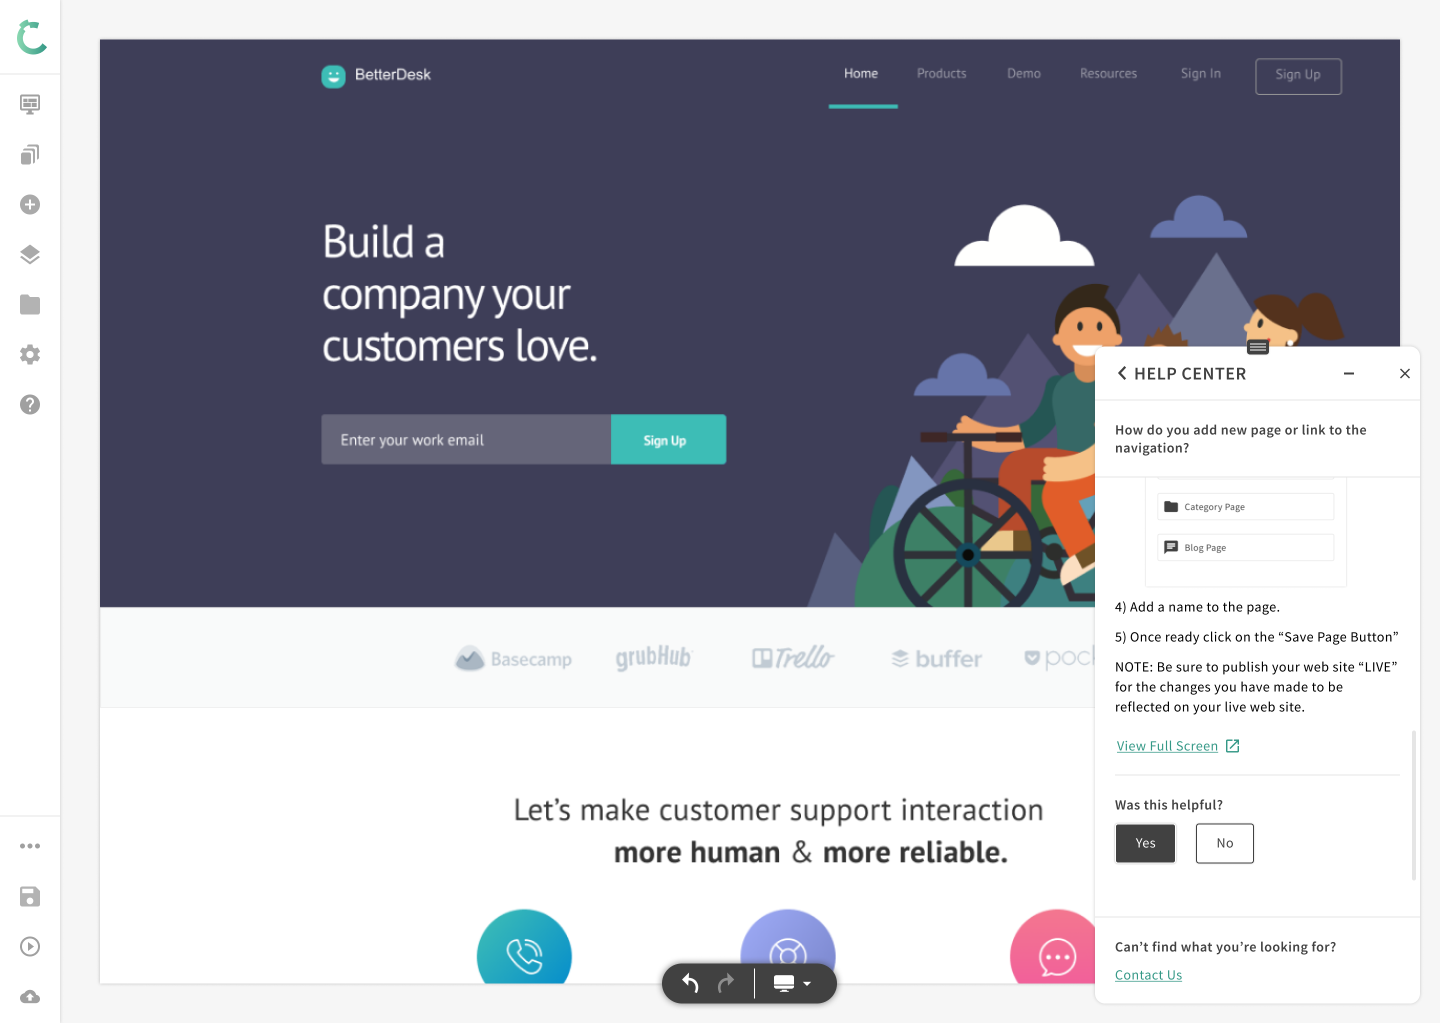 BetterDesk
Home Products Demo Resources Sign In Sign Up
Build a
company your
customers love.
Enter your work email Sign Up
Basecamp grubHub Trello buffer
Let’s make customer support interaction
more human & more reliable.
HELP CENTER
How do you add new page or link to the
navigation?
Category Page
Blog Page
4) Add a name to the page.
5) Once ready click on the “Save Page Button”
NOTE: Be sure to publish your web site “LIVE”
for the changes you have made to be
reflected on your live web site.
View Full Screen
Was this helpful?
Yes No
Can’t find what you’re looking for?
Contact Us